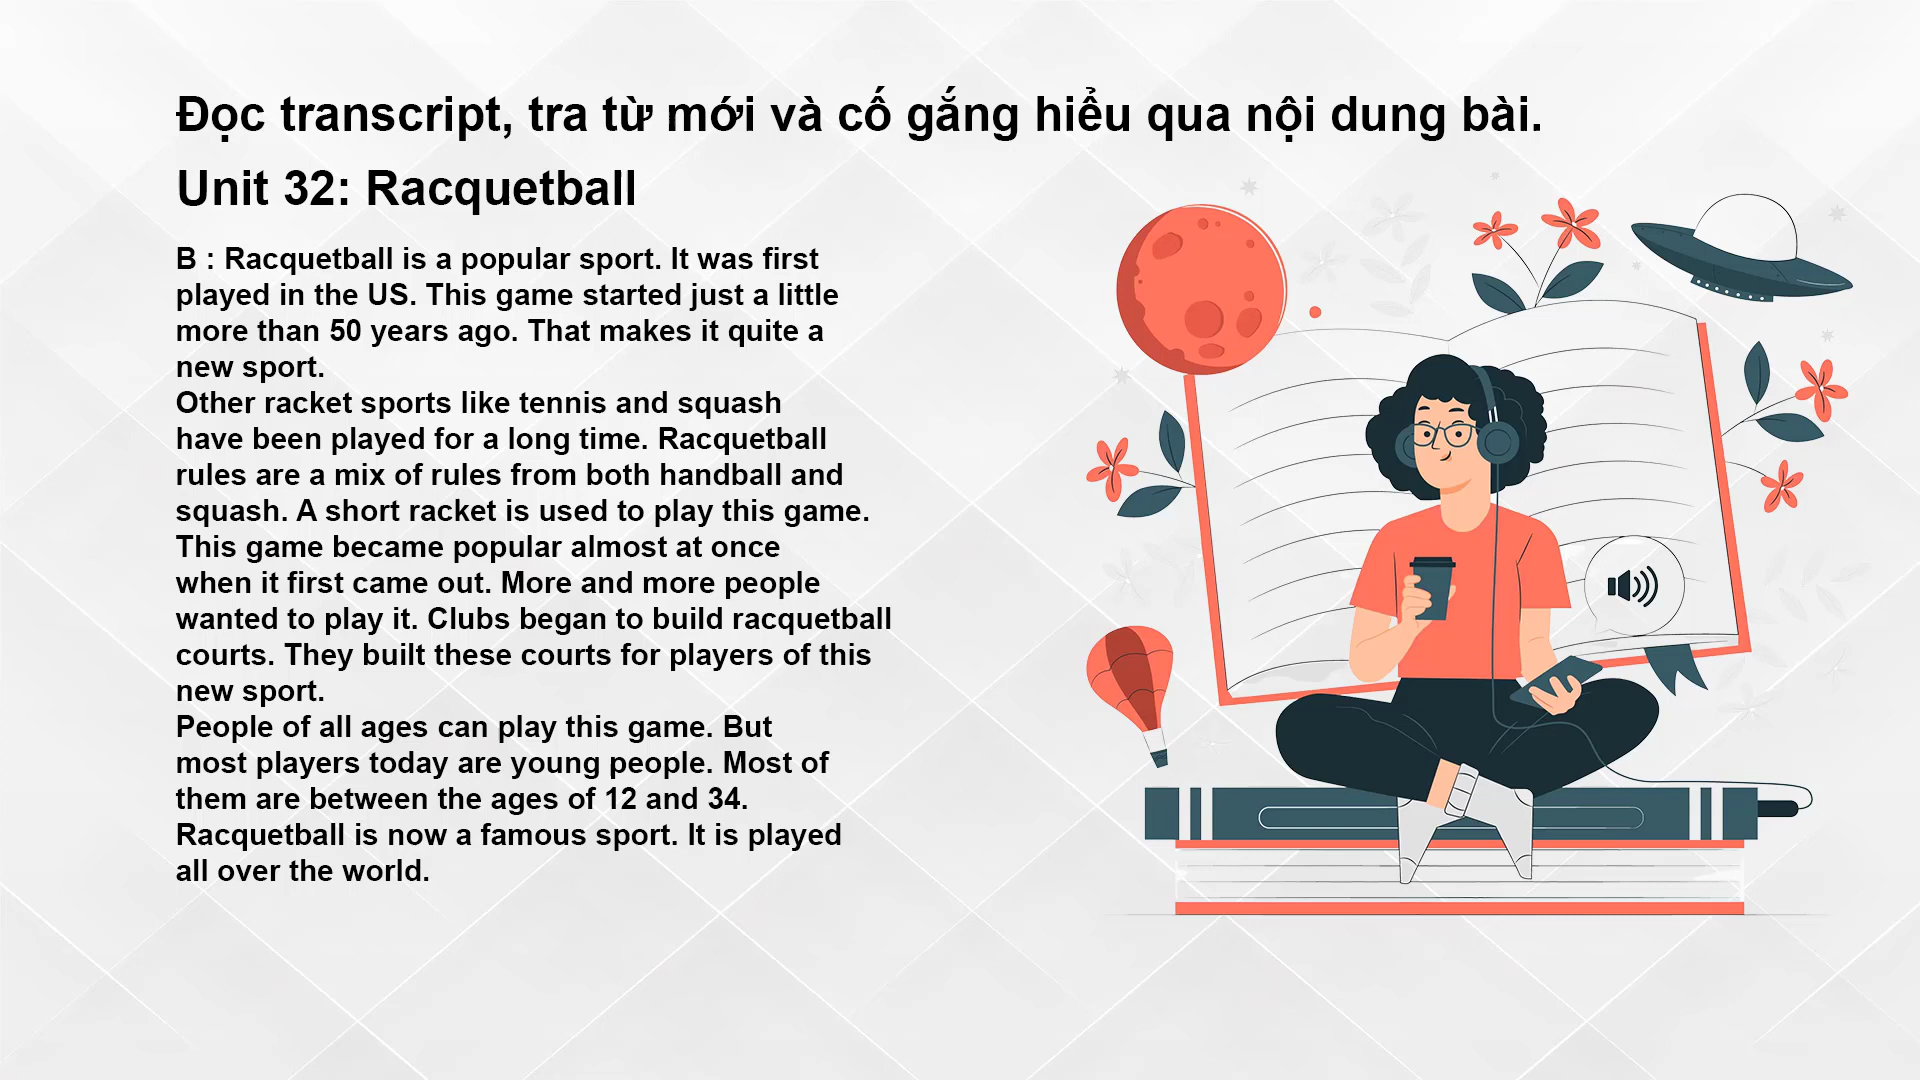 Đọc transcript, tra từ mới và cố gắng hiểu qua nội dung bài.
Unit 32: Racquetball
B : Racquetball is a popular sport. It was first
played in the US. This game started just a little
more than 50 years ago. That makes it quite a
new sport.
Other racket sports like tennis and squash
have been played for a long time. Racquetball
rules are a mix of rules from both handball and
squash. A short racket is used to play this game.
This game became popular almost at once
when it first came out. More and more people
wanted to play it. Clubs began to build racquetball
courts. They built these courts for players of this
new sport.
People of all ages can play this game. But
most players today are young people. Most of
them are between the ages of 12 and 34.
Racquetball is now a famous sport. It is played
all over the world.